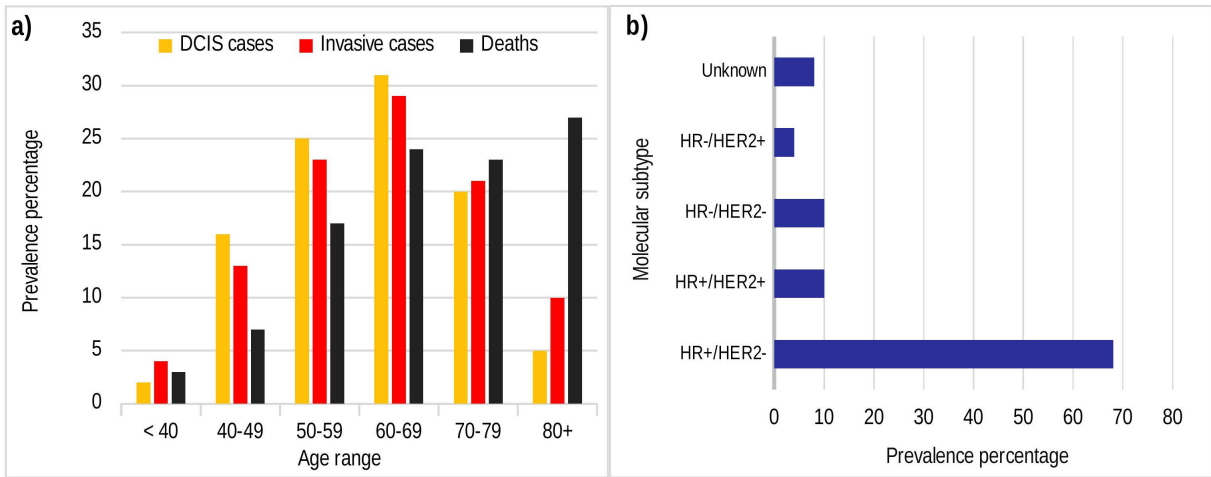 a)
DCIS cases Invasive cases Deaths
Prevalence percentage
35
30
25
20
15
10
5
0
< 40 40-49 50-59 60-69 70-79 80+
Age range
b)
Molecular subtype
Unknown
HR-/HER2+
HR-/HER2-
HR+/HER2+
HR+/HER2-
0 10 20 30 40 50 60 70 80
Prevalence percentage